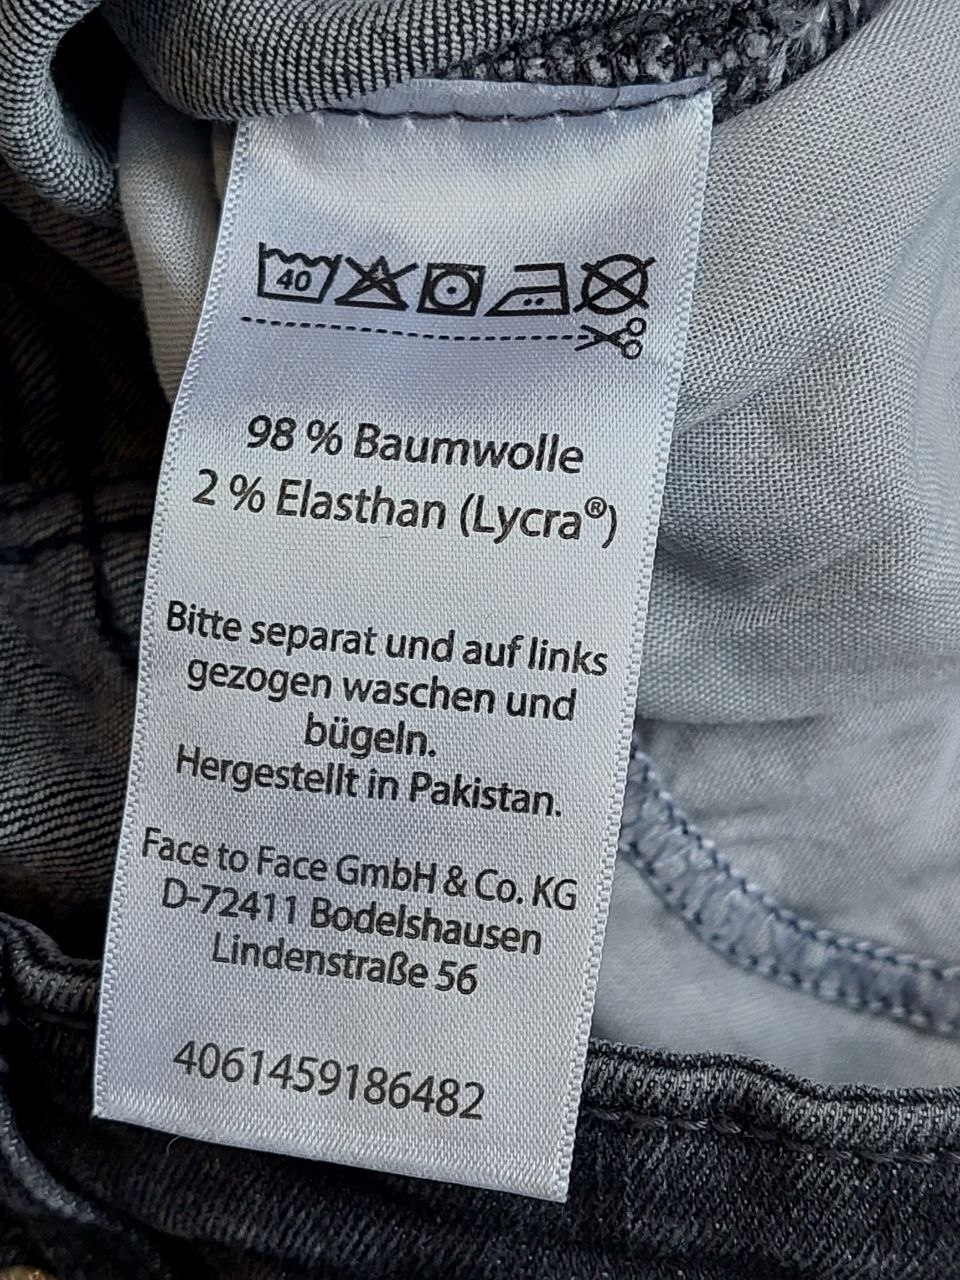 40
98 % Baumwolle
2 % Elasthan (Lycra®)
Bitte separat und auf links
gezogen waschen und
bügeln.
Hergestellt in Pakistan.
Face to Face GmbH & Co. KG
D-72411 Bodelshausen
Lindenstraße 56
4061459186482